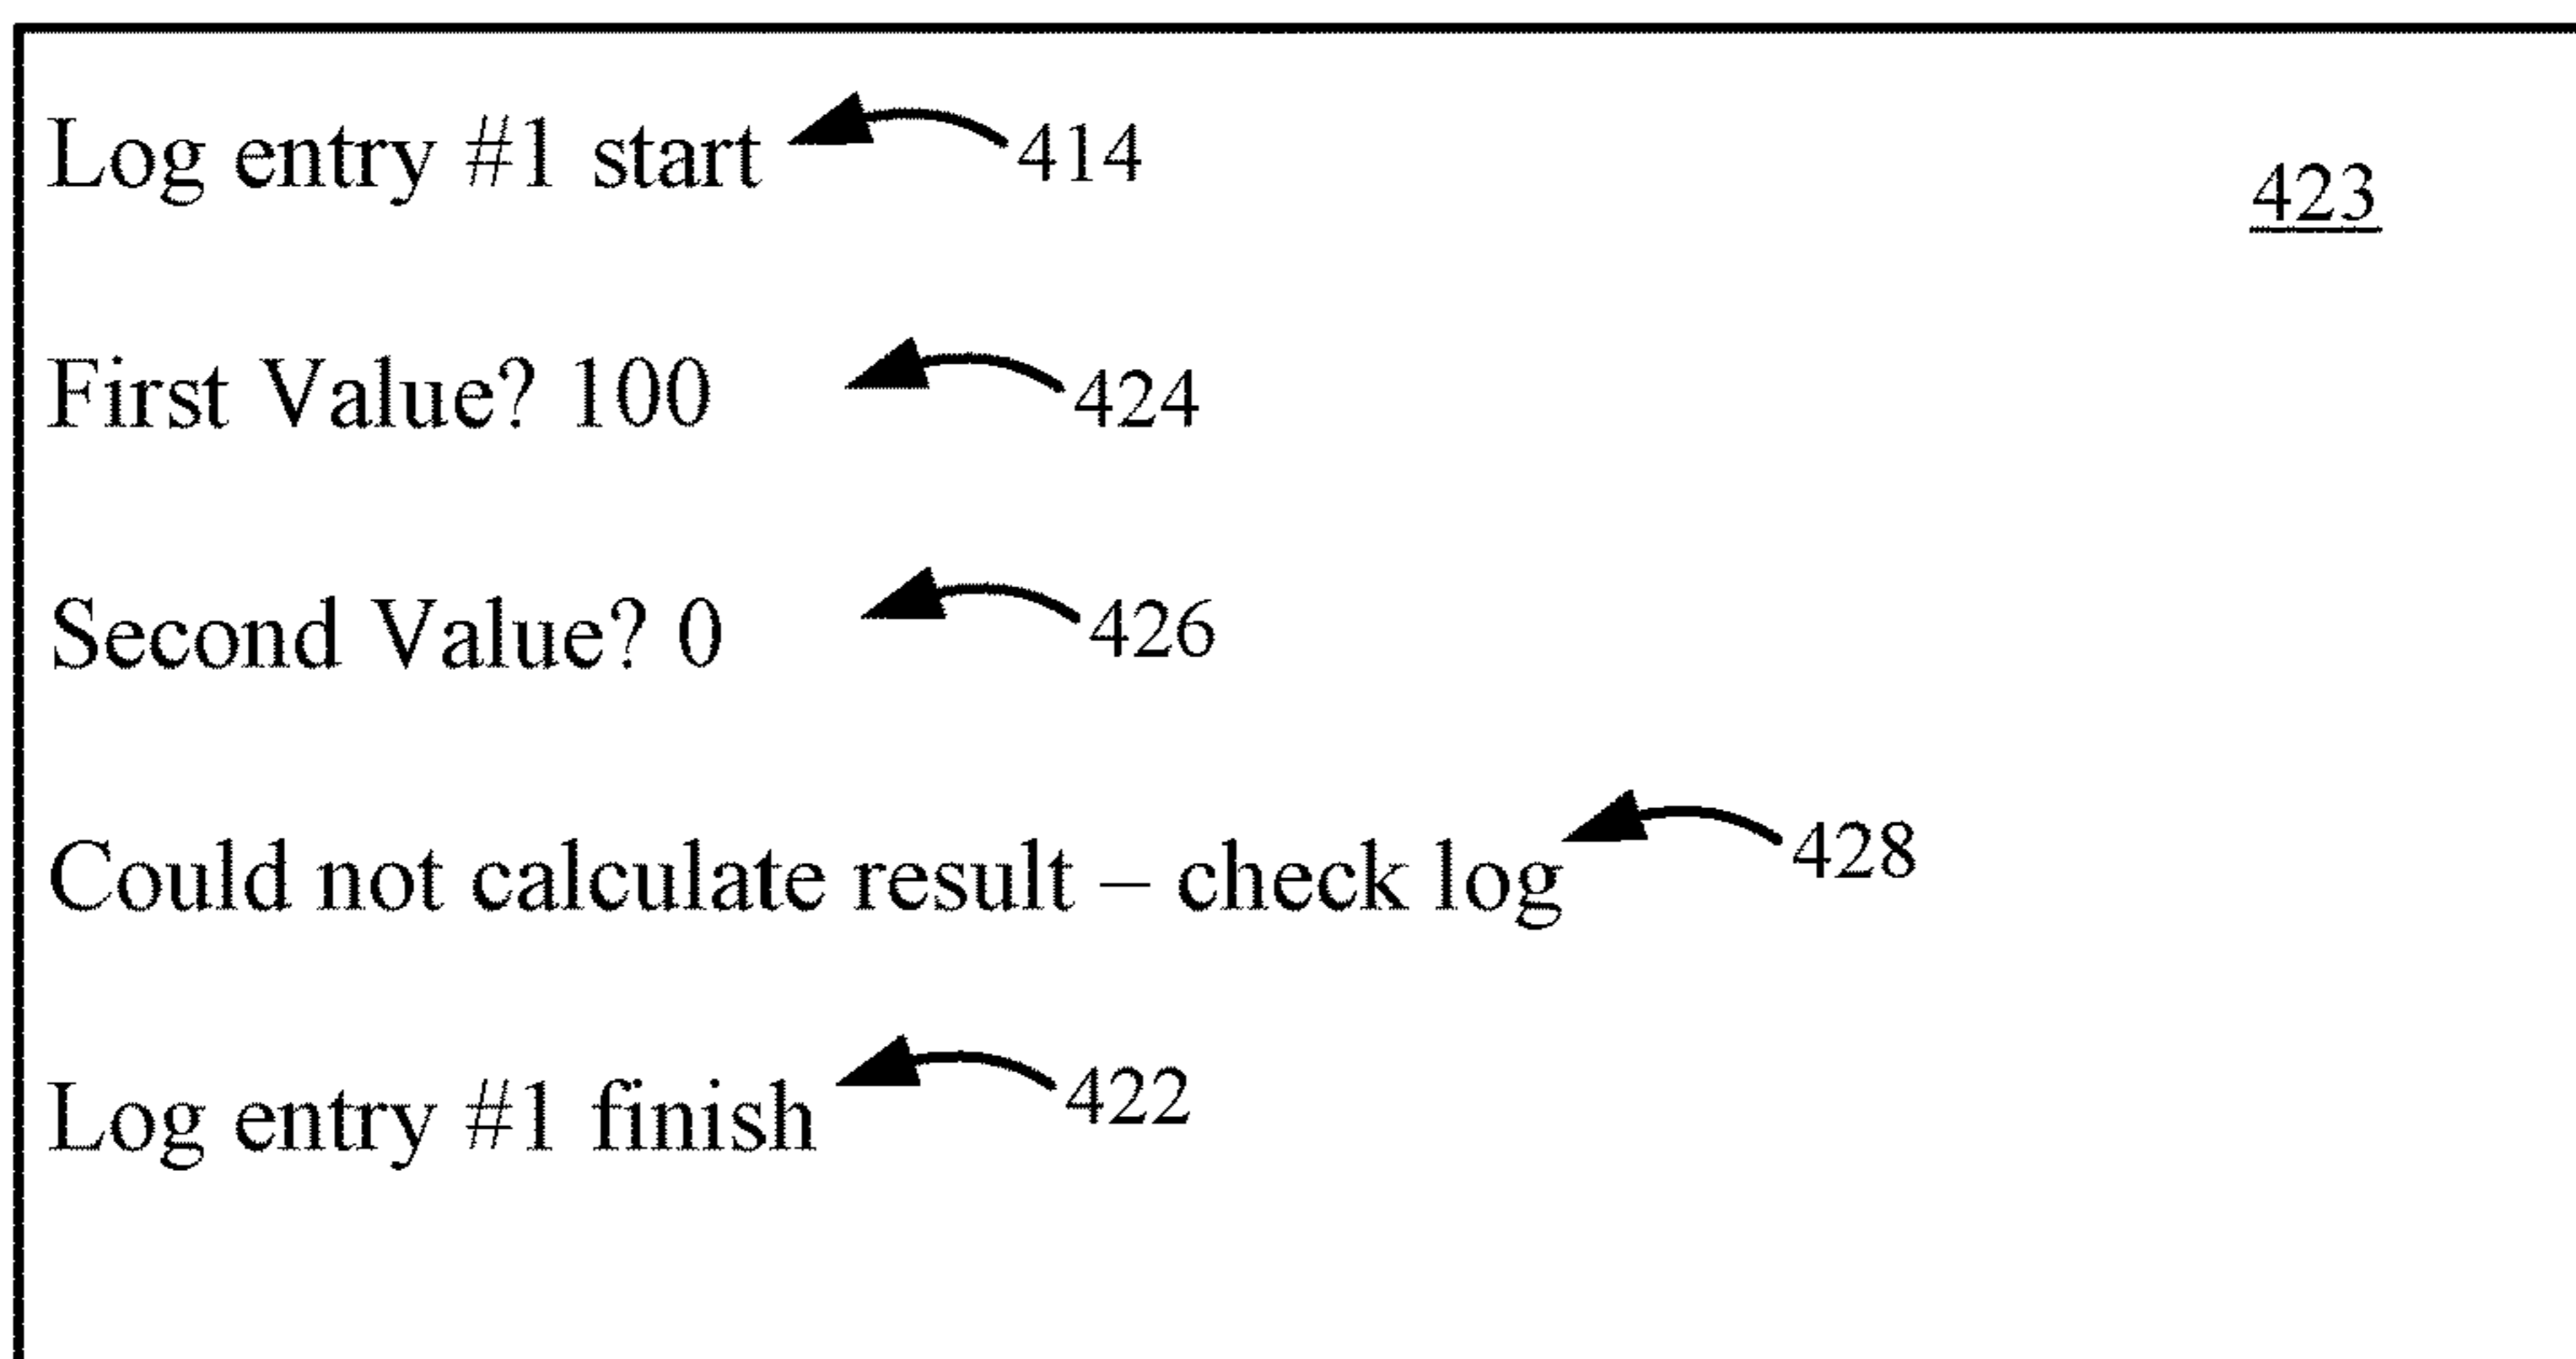 Log entry #1 start 414
423
First Value? 100 424
Second Value? 0 426
Could not calculate result – check log 428
Log entry #1 finish 422